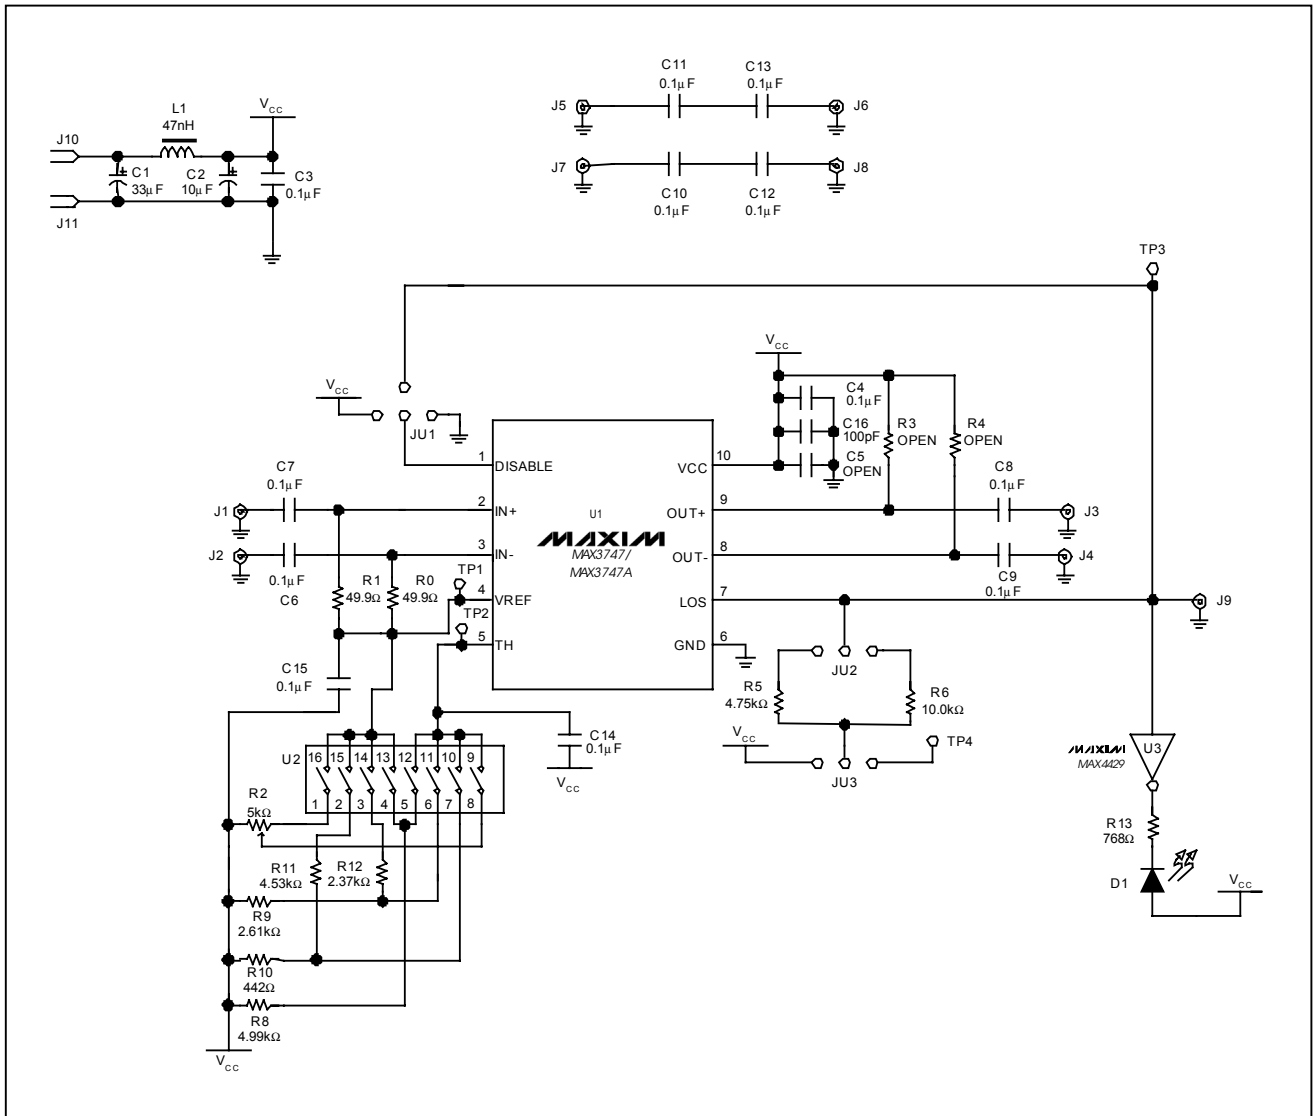 C11
0.1μF
C13
0.1μF
J5
J6
J7
J8
C10
0.1μF
C12
0.1μF
L1
47nH
VCC
J10
J11
+
C1
33μF
C2
10μF
+
C3
0.1μF
TP3
VCC
JU1
VCC
C4
0.1μF
C16
100pF
C5
OPEN
R3
OPEN
R4
OPEN
C7
0.1μF
J1
J2
0.1μF
C6
R1
49.9Ω
R0
49.9Ω
TP1
TP2
1
DISABLE
2
IN+
3
IN-
4
VREF
5
TH
U1
MAXIM
MAX3747/
MAX3747A
10
VCC
9
OUT+
8
OUT-
7
LOS
6
GND
C8
0.1μF
J3
J4
C9
0.1μF
J9
C15
0.1μF
C14
0.1μF
VCC
U2
16 15 14 13 12 11 10 9
1 2 3 4 5 6 7 8
R2
5kΩ
R11
4.53kΩ
R12
2.37kΩ
R9
2.61kΩ
R10
442Ω
R8
4.99kΩ
VCC
JU2
R5
4.75kΩ
R6
10.0kΩ
VCC
TP4
JU3
MAXIM
MAX4429
U3
R13
768Ω
D1
VCC